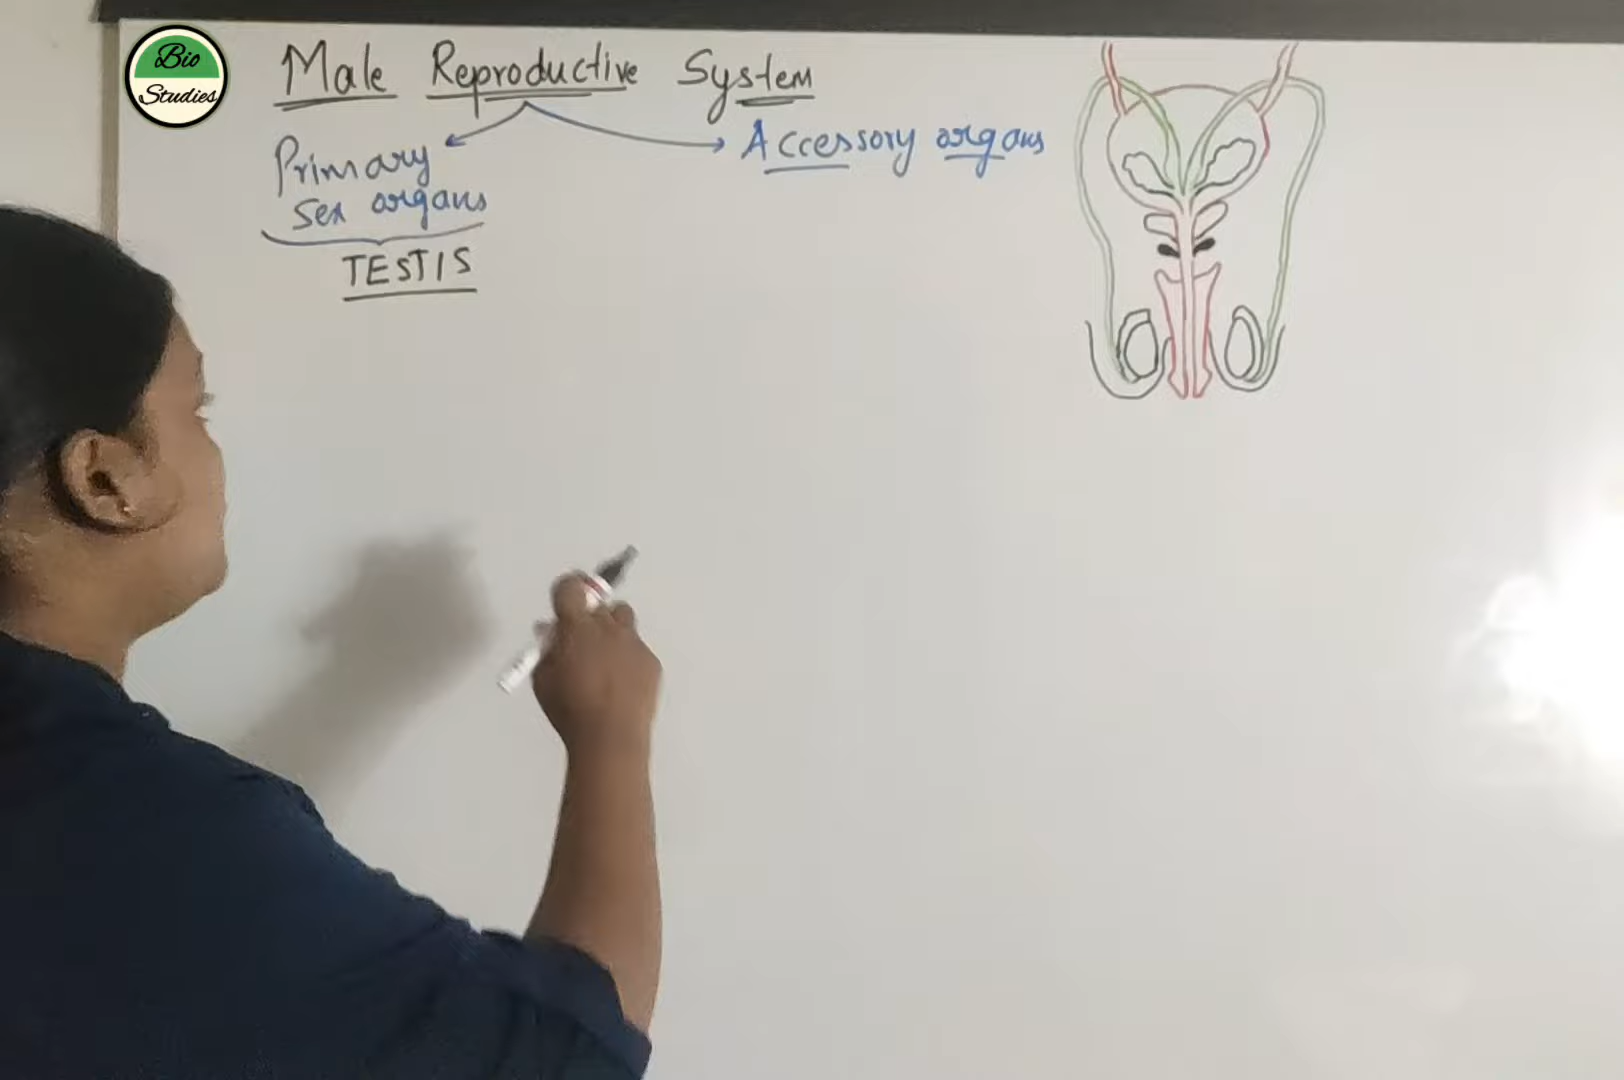 Bio
Studies
Male Reproductive System
Primary
Sex organs
Accessory organs
TESTIS